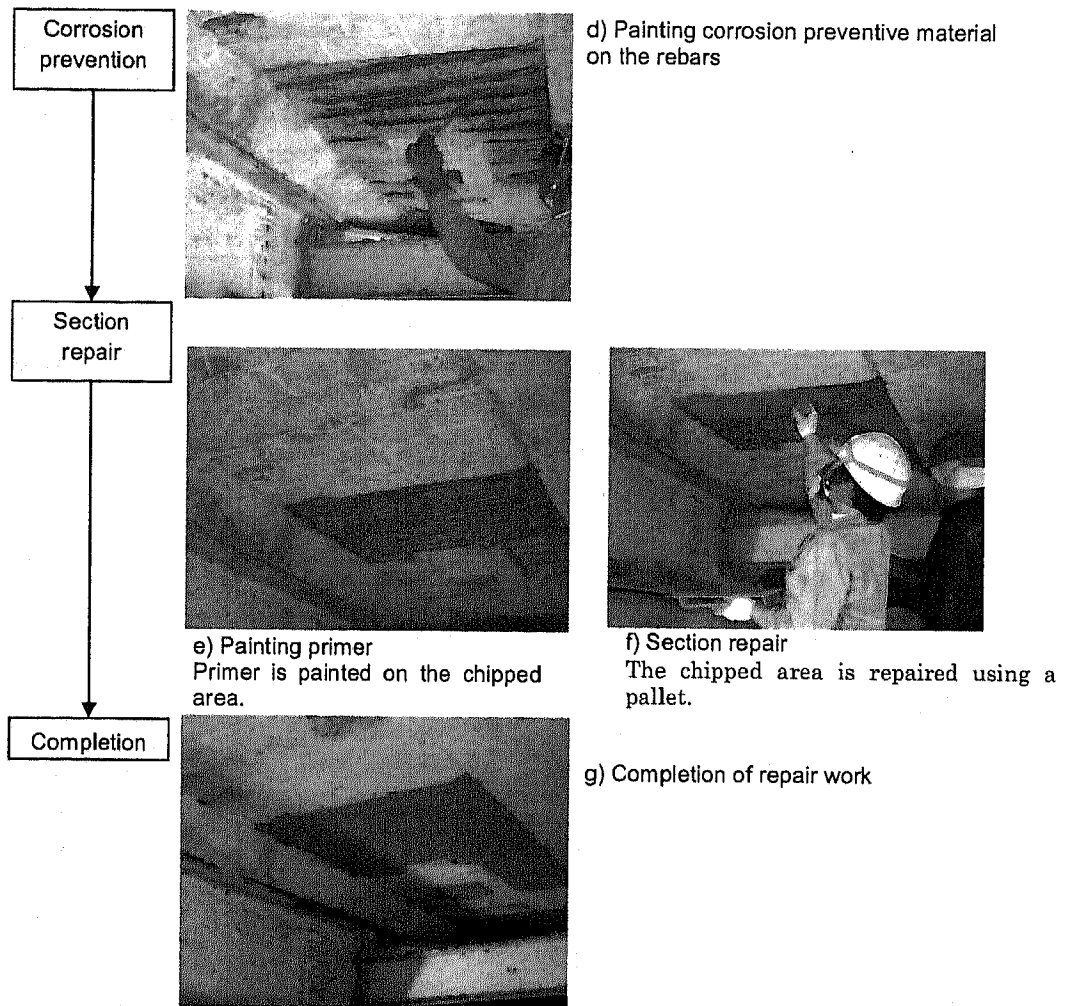 Corrosion
prevention
d) Painting corrosion preventive material
on the rebars
Section
repair
e) Painting primer
Primer is painted on the chipped
area.
f) Section repair
The chipped area is repaired using a
pallet.
Completion
g) Completion of repair work